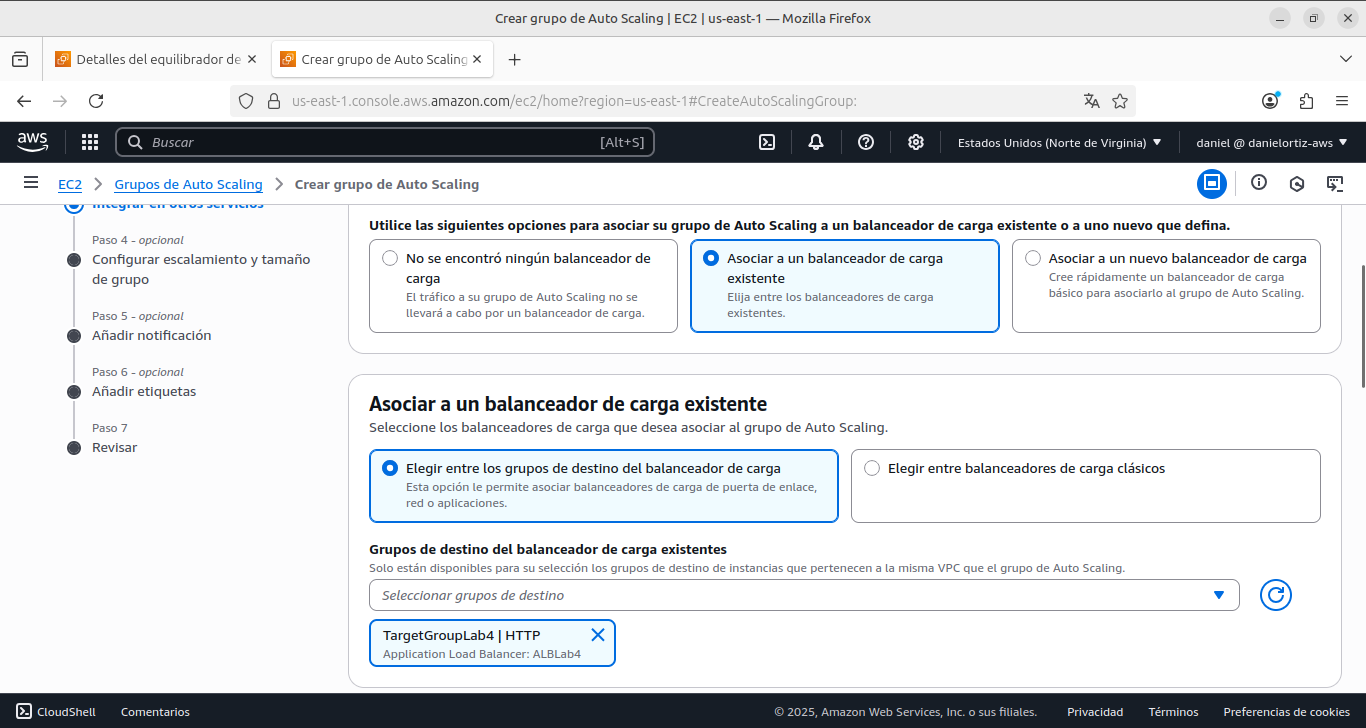 Crear grupo de Auto Scaling | EC2 | us-east-1 — Mozilla Firefox
Detalles del equilibrador de
Crear grupo de Auto Scaling
us-east-1.console.aws.amazon.com/ec2/home?region=us-east-1#CreateAutoScalingGroup:
aws
Buscar
[Alt+S]
Estados Unidos (Norte de Virginia)
daniel @ danielortiz-aws
EC2
Grupos de Auto Scaling
Crear grupo de Auto Scaling
Integrar en otros servicios
Paso 4 - opcional
Configurar escalamiento y tamaño
de grupo
Paso 5 - opcional
Añadir notificación
Paso 6 - opcional
Añadir etiquetas
Paso 7
Revisar
Utilice las siguientes opciones para asociar su grupo de Auto Scaling a un balanceador de carga existente o a uno nuevo que defina.
No se encontró ningún balanceador de
carga
El tráfico a su grupo de Auto Scaling no se
llevará a cabo por un balanceador de carga.
Asociar a un balanceador de carga
existente
Elija entre los balanceadores de carga
existentes.
Asociar a un nuevo balanceador de carga
Cree rápidamente un balanceador de carga
básico para asociarlo al grupo de Auto Scaling.
Asociar a un balanceador de carga existente
Seleccione los balanceadores de carga que desea asociar al grupo de Auto Scaling.
Elegir entre los grupos de destino del balanceador de carga
Esta opción le permite asociar balanceadores de carga de puerta de enlace,
red o aplicaciones.
Elegir entre balanceadores de carga clásicos
Grupos de destino del balanceador de carga existentes
Solo están disponibles para su selección los grupos de destino de instancias que pertenecen a la misma VPC que el grupo de Auto Scaling.
Seleccionar grupos de destino
TargetGroupLab4 | HTTP
Application Load Balancer: ALBLab4
CloudShell
Comentarios
© 2025, Amazon Web Services, Inc. o sus filiales.
Privacidad
Términos
Preferencias de cookies